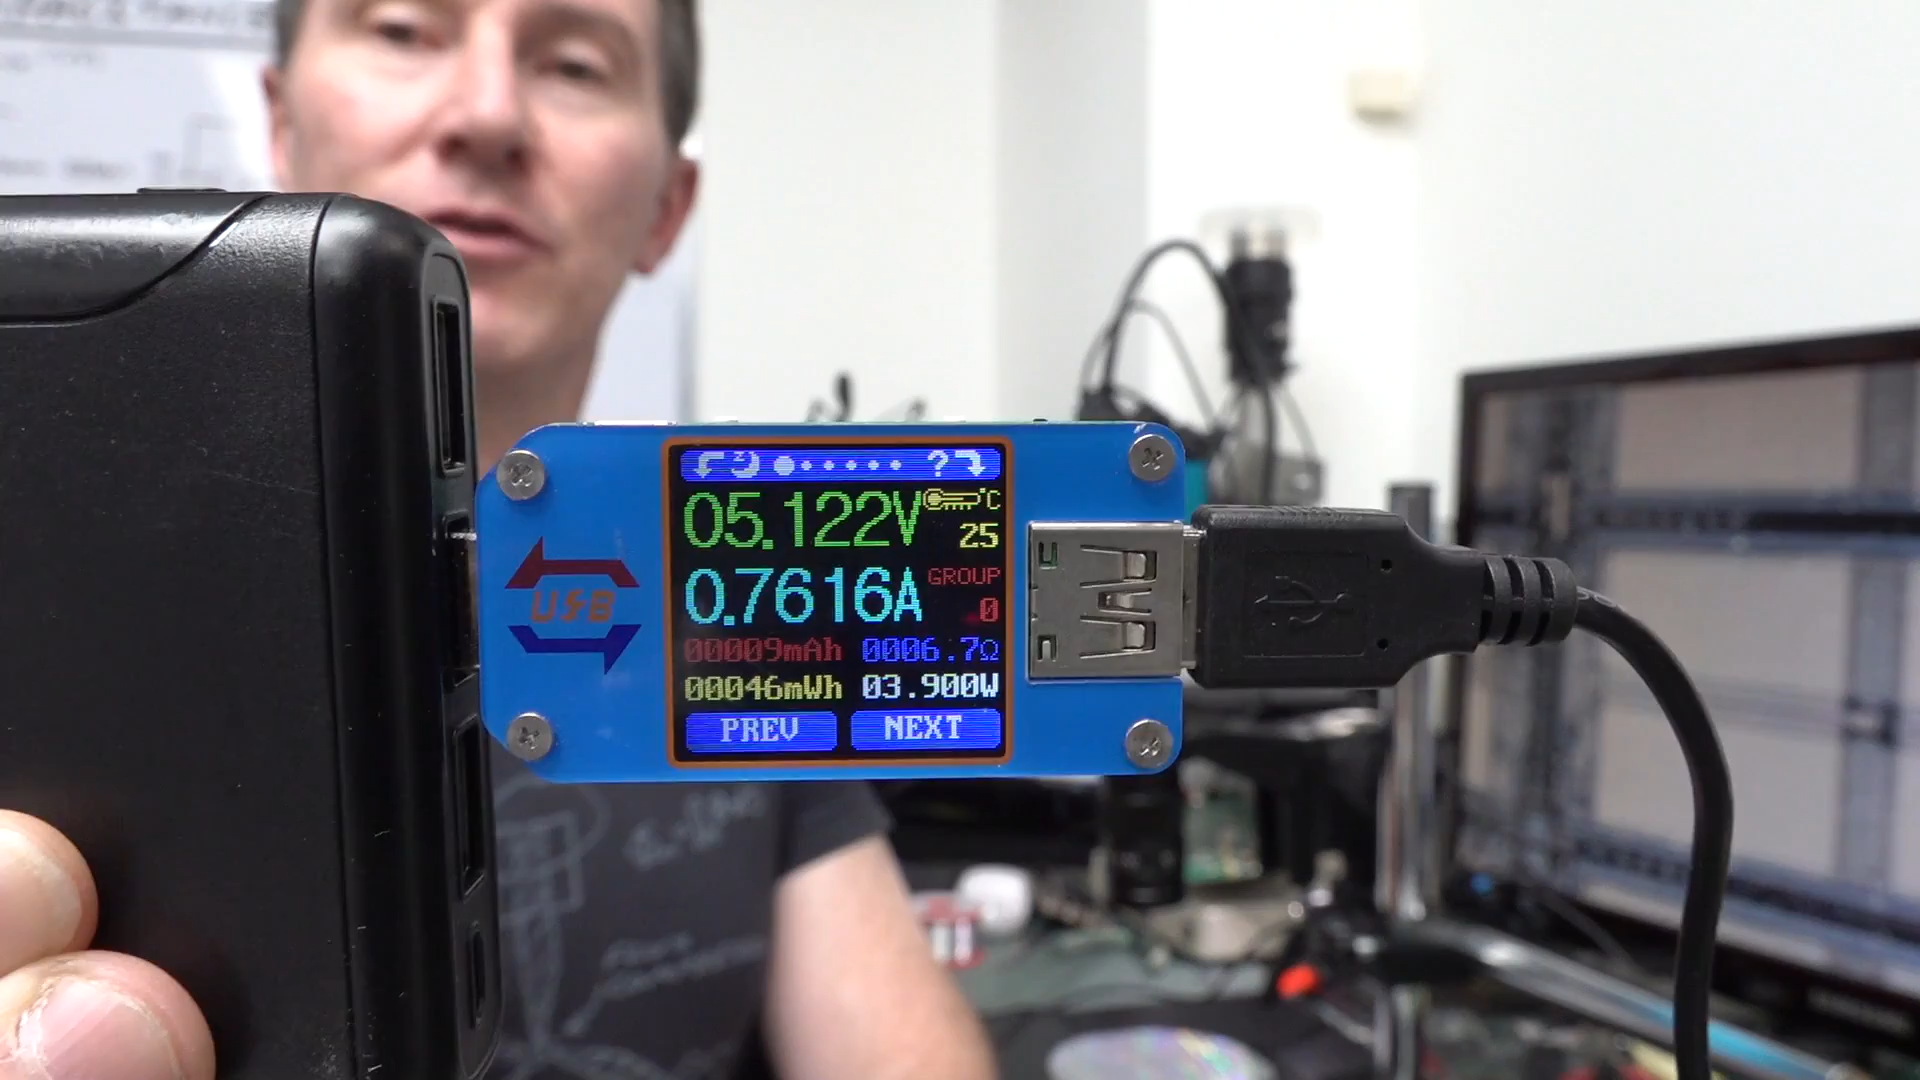 ?
05.122V °C
25
0.7616A GROUP
0
00009mAh 0006.7Ω
00046mWh 03.900W
PREV NEXT
USB